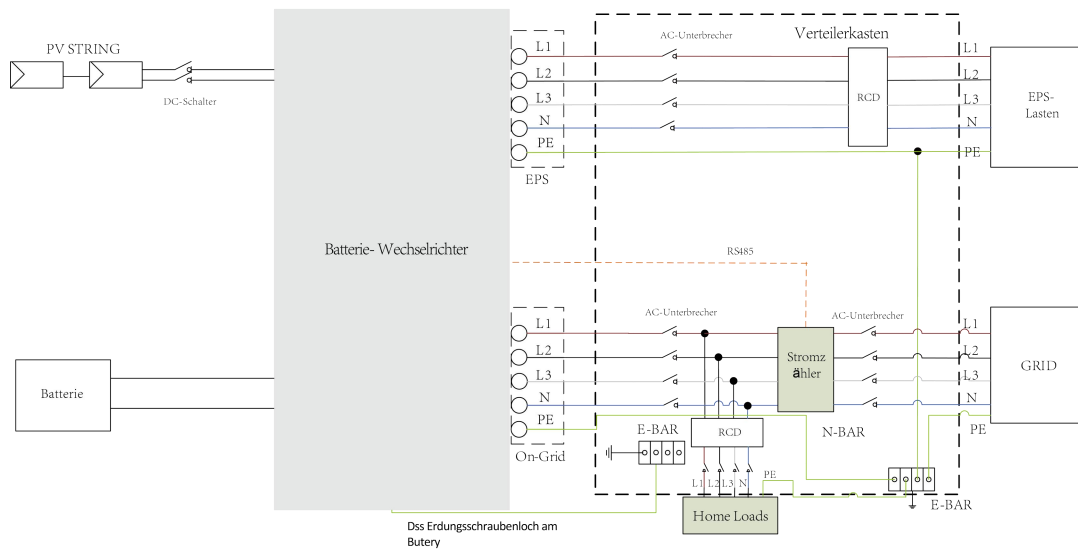 PV STRING
DC-Schalter
Batterie- Wechselrichter
Batterie
L1
L2
L3
N
PE
EPS
AC-Unterbrecher
Verteilerkasten
RCD
L1
L2
L3
N
PE
EPS-
Lasten
RS485
L1
L2
L3
N
PE
On-Grid
AC-Unterbrecher
Stromz
ähler
AC-Unterbrecher
L1
L2
L3
N
PE
GRID
E-BAR
RCD
N-BAR
L1
L2
L3
N
PE
Home Loads
E-BAR
Dss Erdungsschraubenloch am
Butery